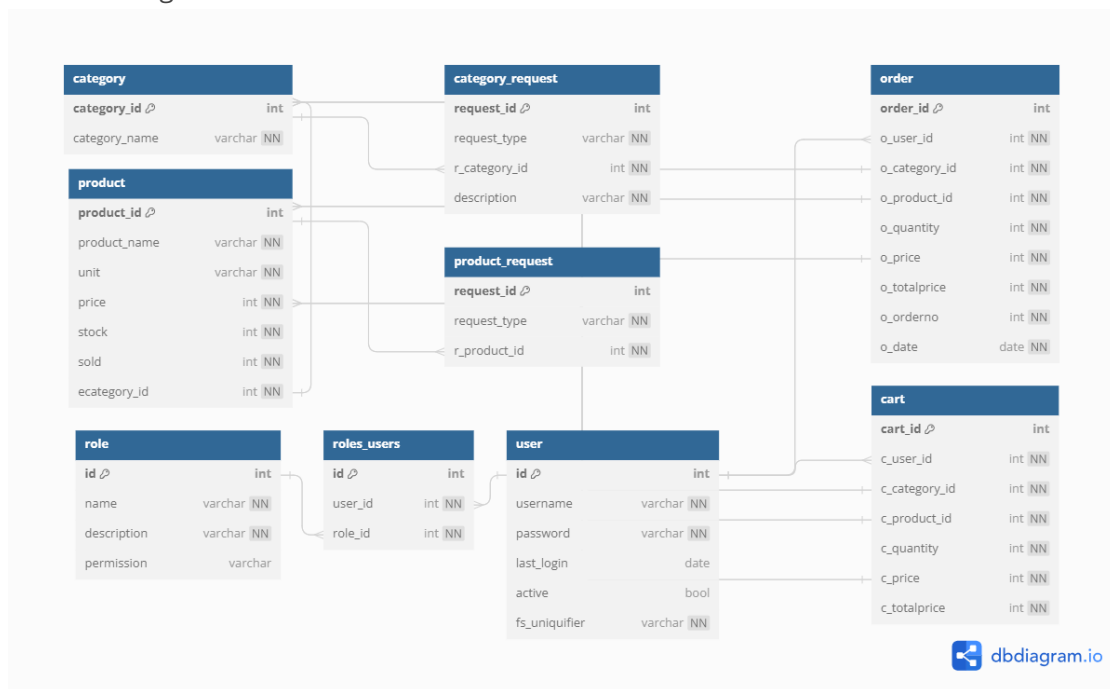 category
category_id int
category_name varchar NN
product
product_id int
product_name varchar NN
unit varchar NN
price int NN
stock int NN
sold int NN
ecategory_id int NN
category_request
request_id int
request_type varchar NN
r_category_id int NN
description varchar NN
product_request
request_id int
request_type varchar NN
r_product_id int NN
order
order_id int
o_user_id int NN
o_category_id int NN
o_product_id int NN
o_quantity int NN
o_price int NN
o_totalprice int NN
o_orderno int NN
o_date date NN
role
id int
name varchar NN
description varchar NN
permission varchar
roles_users
id int
user_id int NN
role_id int NN
user
id int
username varchar NN
password varchar NN
last_login date
active bool
fs_uniquifier varchar NN
cart
cart_id int
c_user_id int NN
c_category_id int NN
c_product_id int NN
c_quantity int NN
c_price int NN
c_totalprice int NN
dbdiagram.io